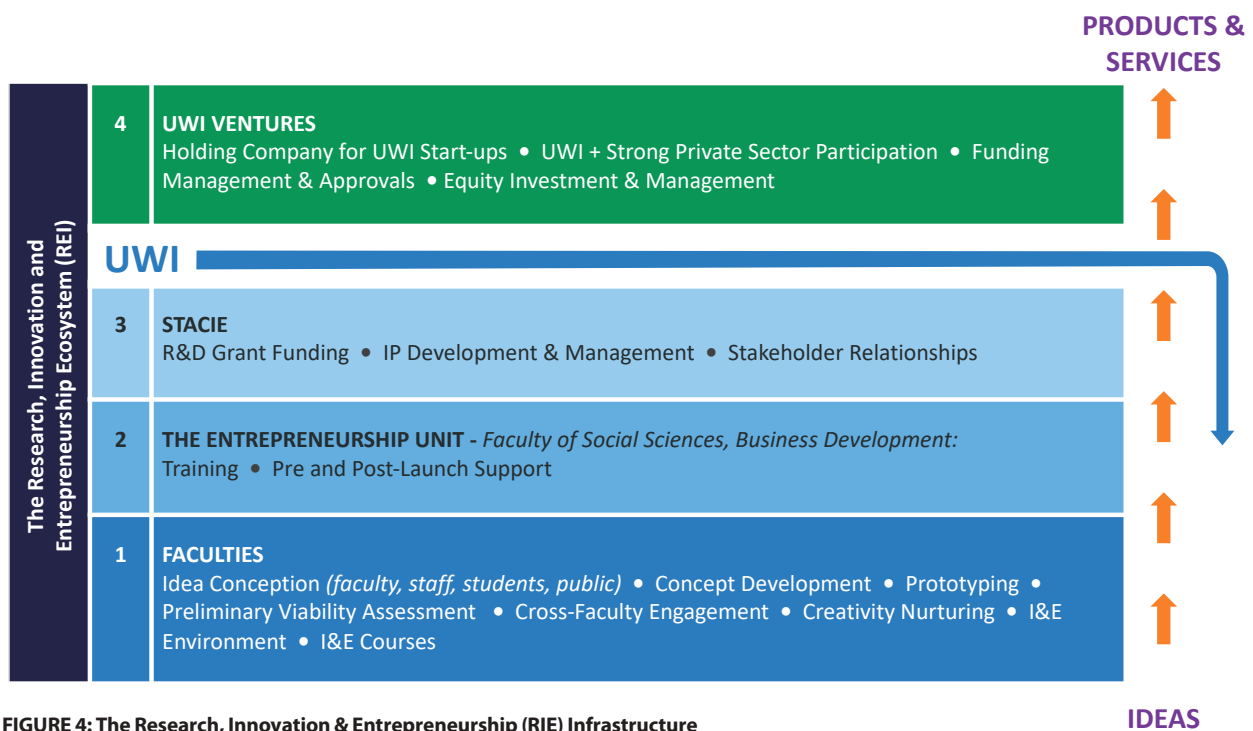 PRODUCTS &
SERVICES
The Research, Innovation and
Entrepreneurship Ecosystem (REI)
4
UWI VENTURES
Holding Company for UWI Start-ups • UWI + Strong Private Sector Participation • Funding
Management & Approvals • Equity Investment & Management
UWI
3
STACIE
R&D Grant Funding • IP Development & Management • Stakeholder Relationships
2
THE ENTREPRENEURSHIP UNIT - Faculty of Social Sciences, Business Development:
Training • Pre and Post-Launch Support
1
FACULTIES
Idea Conception (faculty, staff, students, public) • Concept Development • Prototyping •
Preliminary Viability Assessment • Cross-Faculty Engagement • Creativity Nurturing • I&E
Environment • I&E Courses
IDEAS
FIGURE 4: The Research, Innovation & Entrepreneurship (RIE) Infrastructure